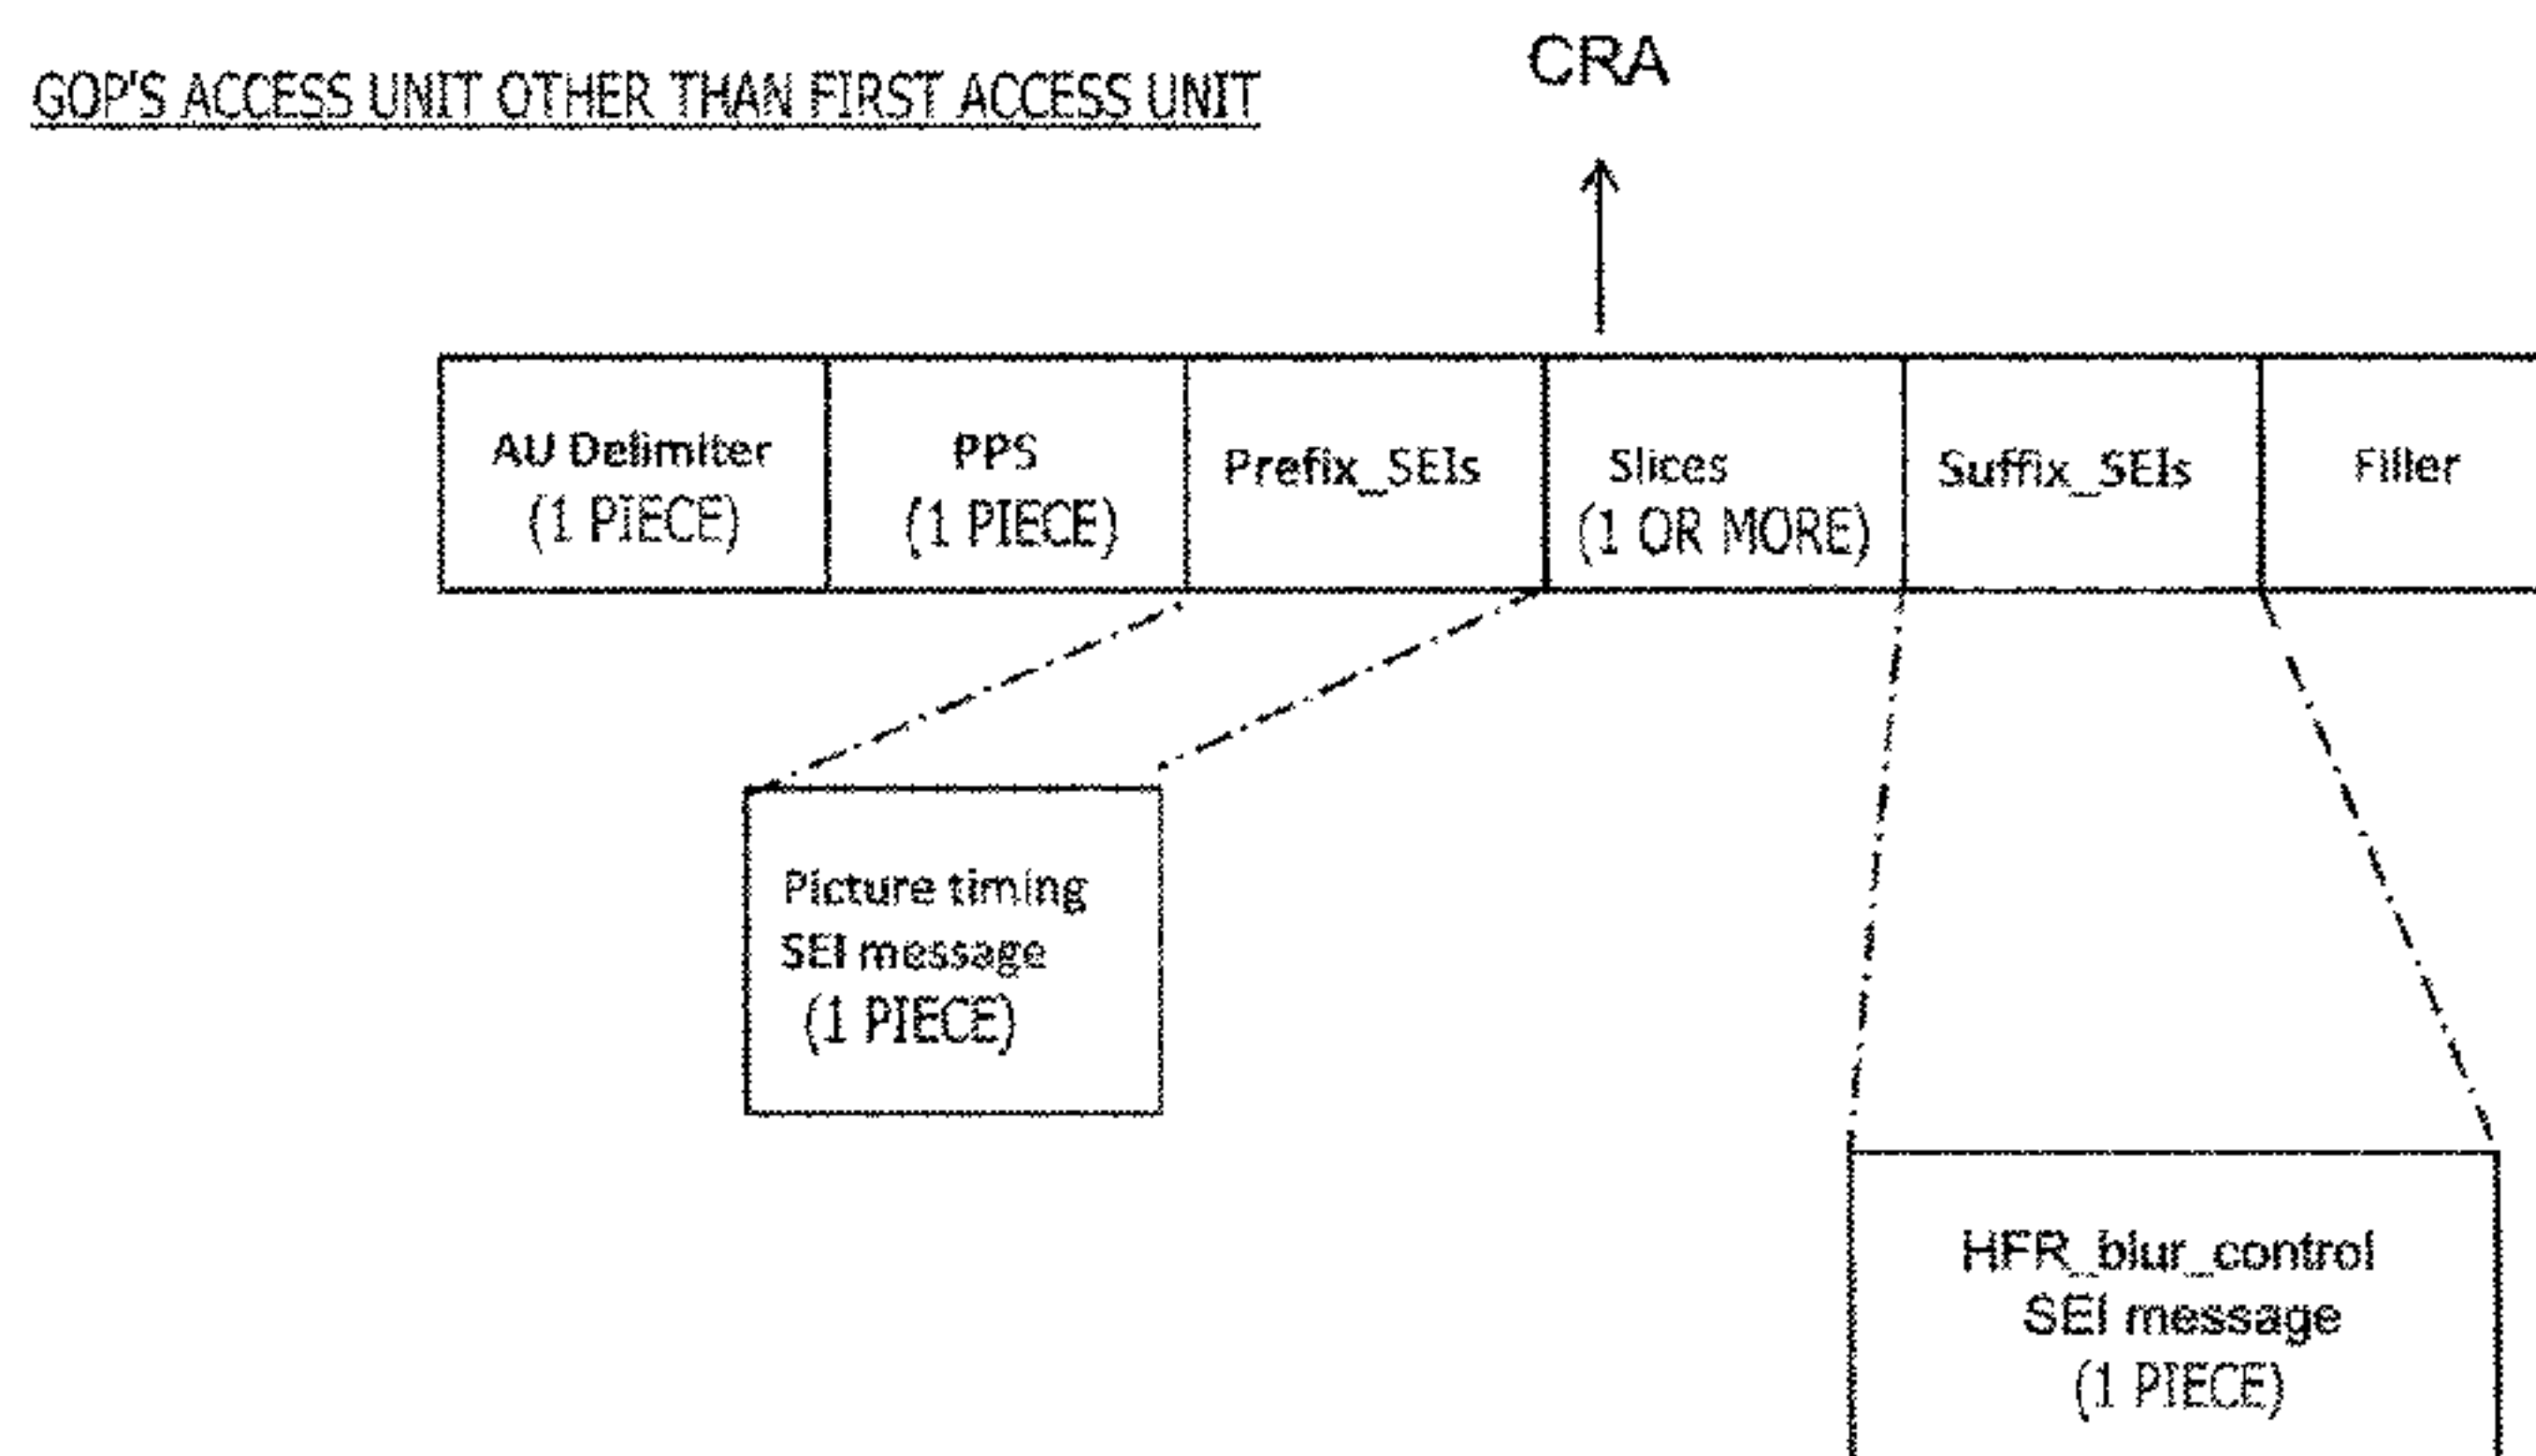 CRA
GOP'S ACCESS UNIT OTHER THAN FIRST ACCESS UNIT
AU Delimiter
(1 PIECE)
PPS
(1 PIECE)
Prefix_SEIs
Slices
(1 OR MORE)
Suffix_SEIs
Filler
Picture timing
SEI message
(1 PIECE)
HFR_blur_control
SEI message
(1 PIECE)